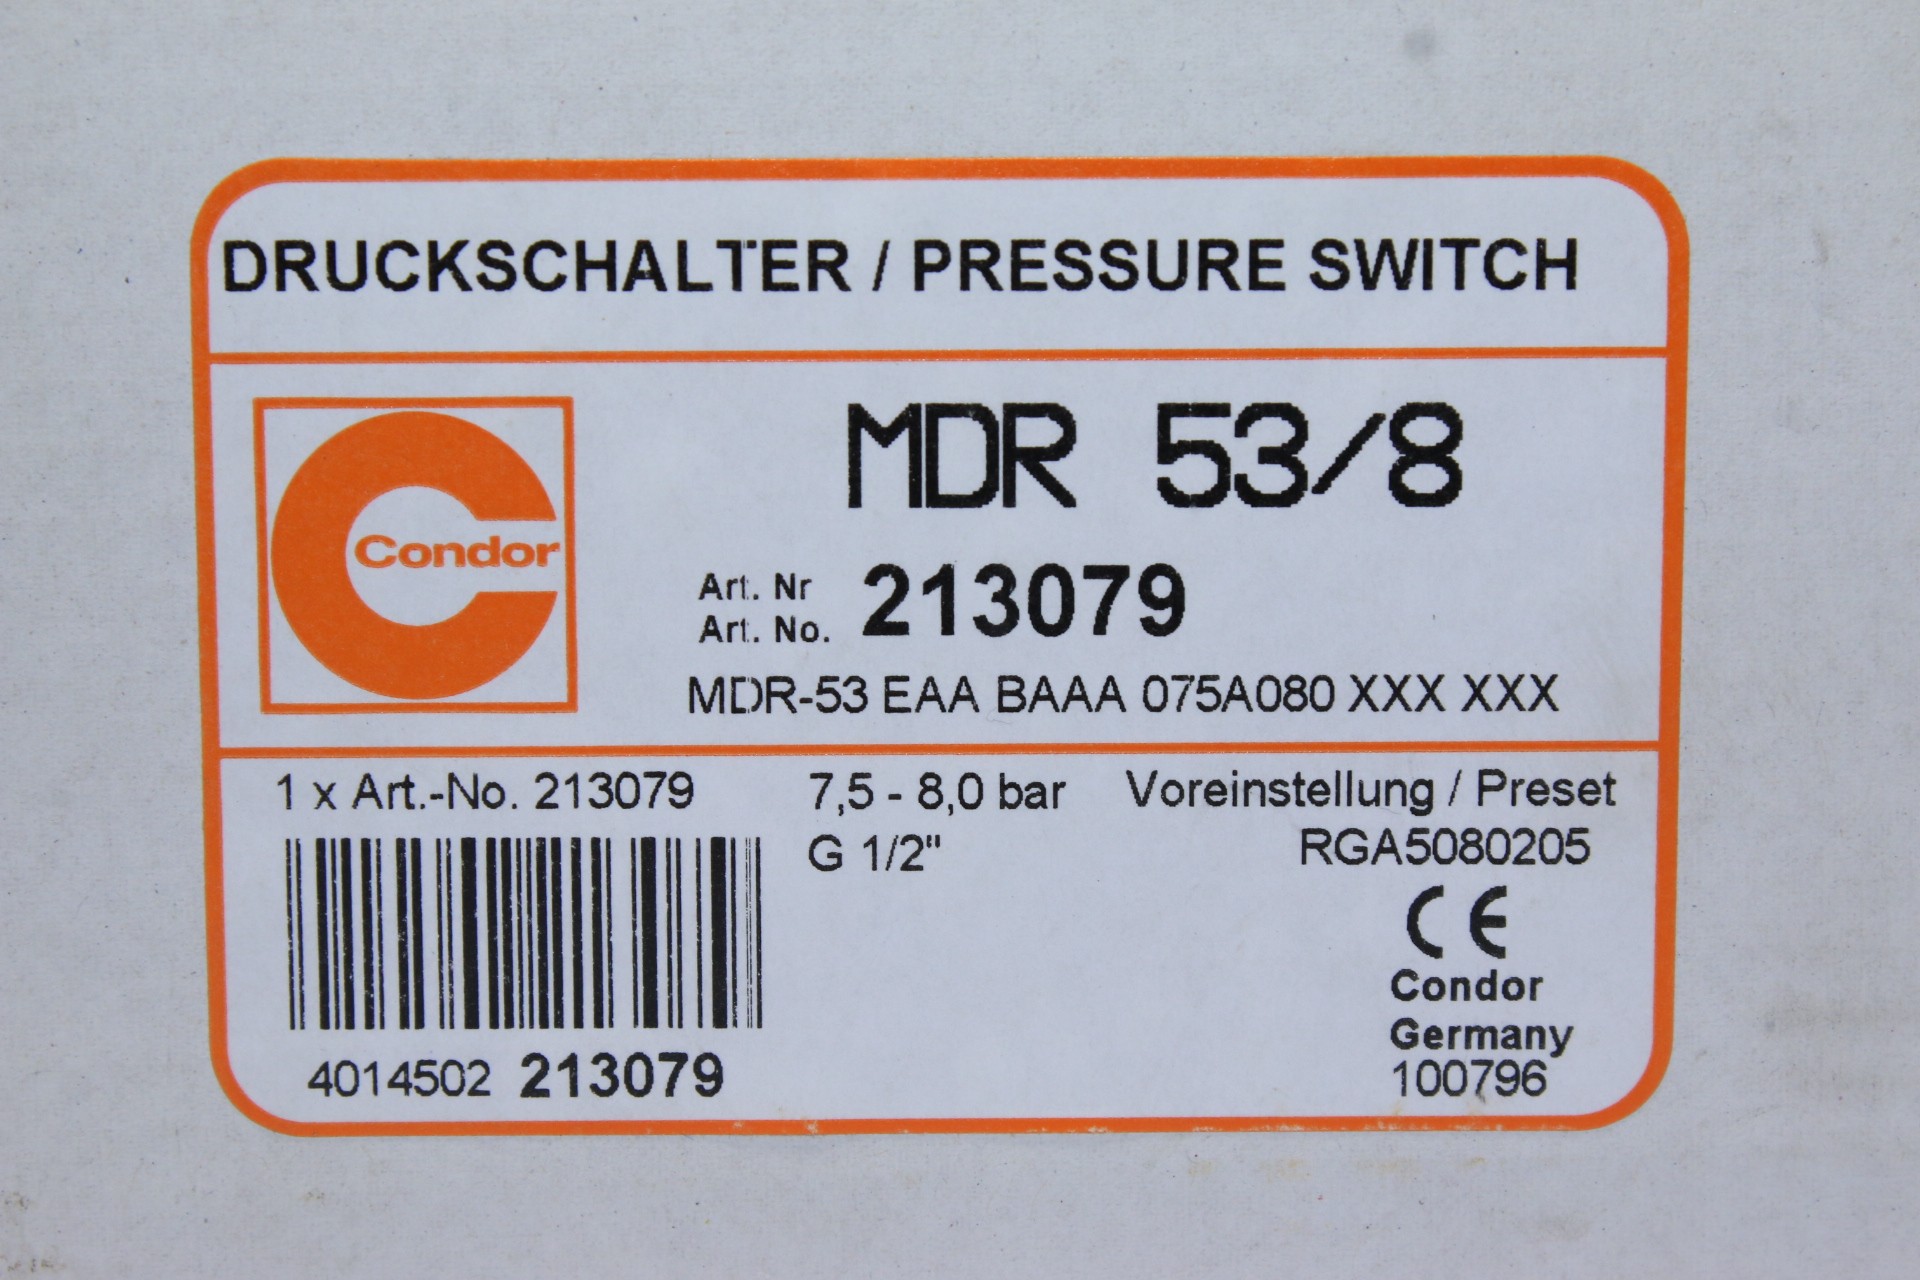 DRUCKSCHALTER / PRESSURE SWITCH
Condor
MDR 53/8
Art. Nr
Art. No. 213079
MDR-53 EAA BAAA 075A080 XXX XXX
1 x Art.-No. 213079 7,5 - 8,0 bar Voreinstellung / Preset
G 1/2" RGA5080205
CE
Condor
Germany
4014502 213079 100796